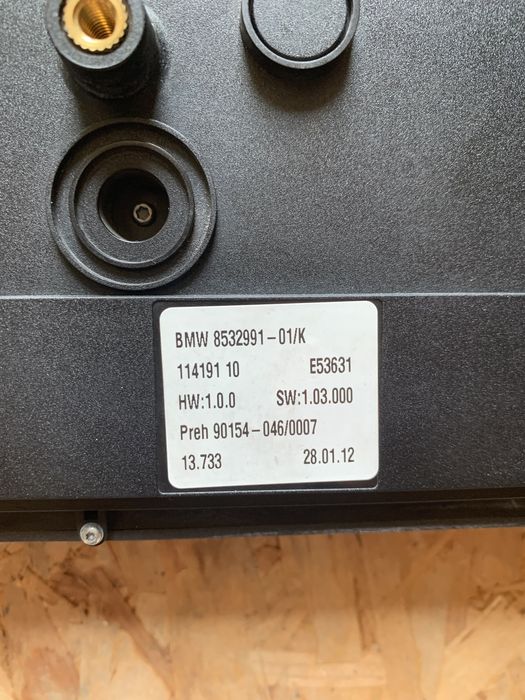 BMW 8532991-01/K
114191 10 E53631
HW:1.0.0 SW:1.03.000
Preh 90154-046/0007
13.733 28.01.12